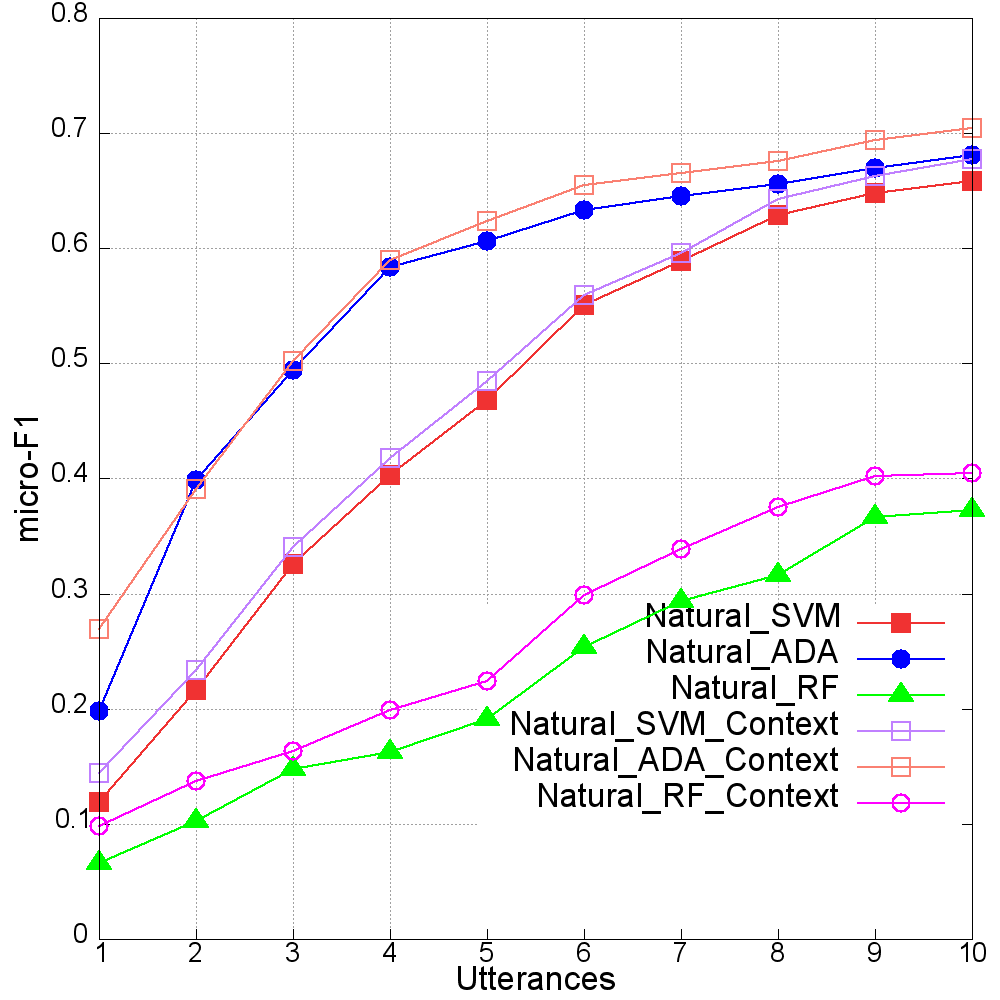 0.8
0.7
0.6
0.5
0.4
0.3
0.2
0.1
0
micro-F1
1 2 3 4 5 6 7 8 9 10
Utterances
Natural_SVM
Natural_ADA
Natural_RF
Natural_SVM_Context
Natural_ADA_Context
Natural_RF_Context